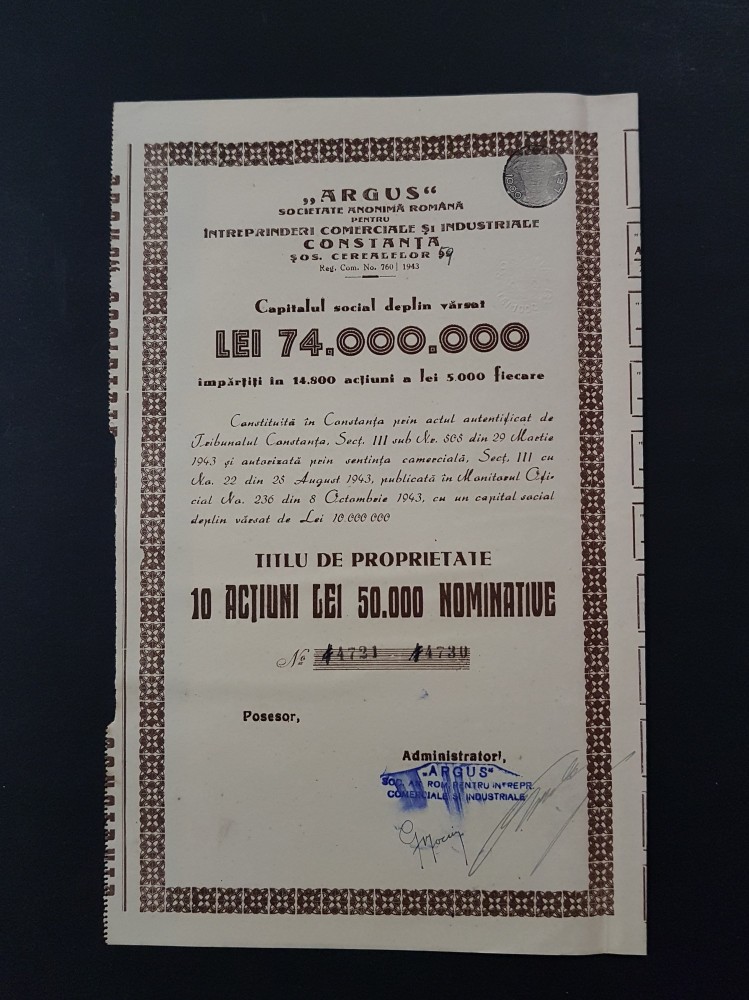 „ARGUS“
SOCIETATE ANONIMĂ ROMÂNĂ
PENTRU
INTREPRINDERI COMERCIALE ȘI INDUSTRIALE
CONSTANȚA
ȘOS. CEREALELOR 59
Reg. Com. No. 760 | 1943
Capitalul social deplin vărsat
LEI 74.000.000
împărțiți in 14.800 acțiuni a lei 5.000 fiecare
Constituită în Constanța prin actul autentificat de
Tribunalul Constanța, Secț. III sub Nr. 808 din 29 Martie
1943 și autorizată prin sentința comercială, Secț. III cu
No. 22 din 28 August 1943, publicată în Monitorul Ofi-
cial No. 236 din 8 Octombrie 1943, cu un capital social
deplin vărsat de Lei 10.000.000
TITLU DE PROPRIETATE
10 ACȚIUNI LEI 50.000 NOMINATIVE
No 14721 14730
Posesor,
Administratori,
„ARGUS“
SOC. AN. ROM. PENTRU INTREPR.
COMERCIALE ȘI INDUSTRIALE